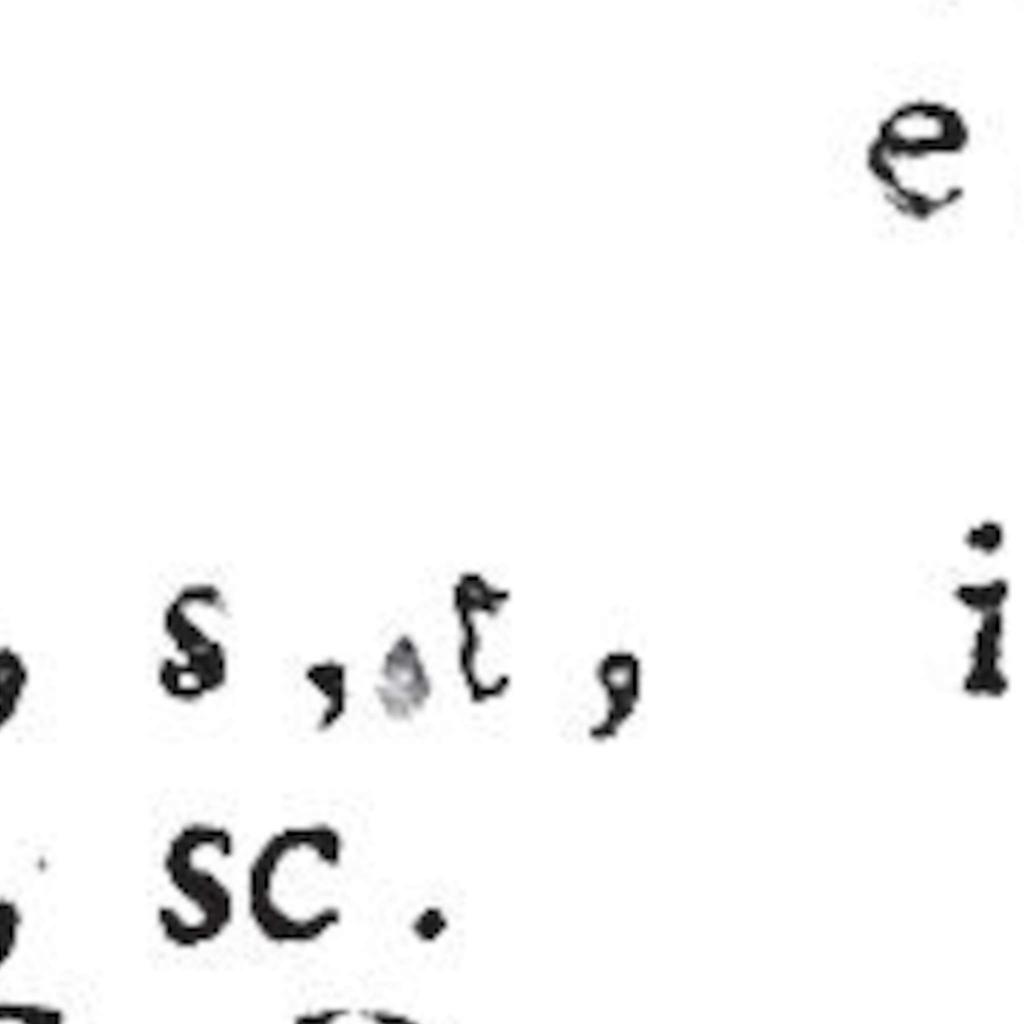 e
, s , t , i
, sc .